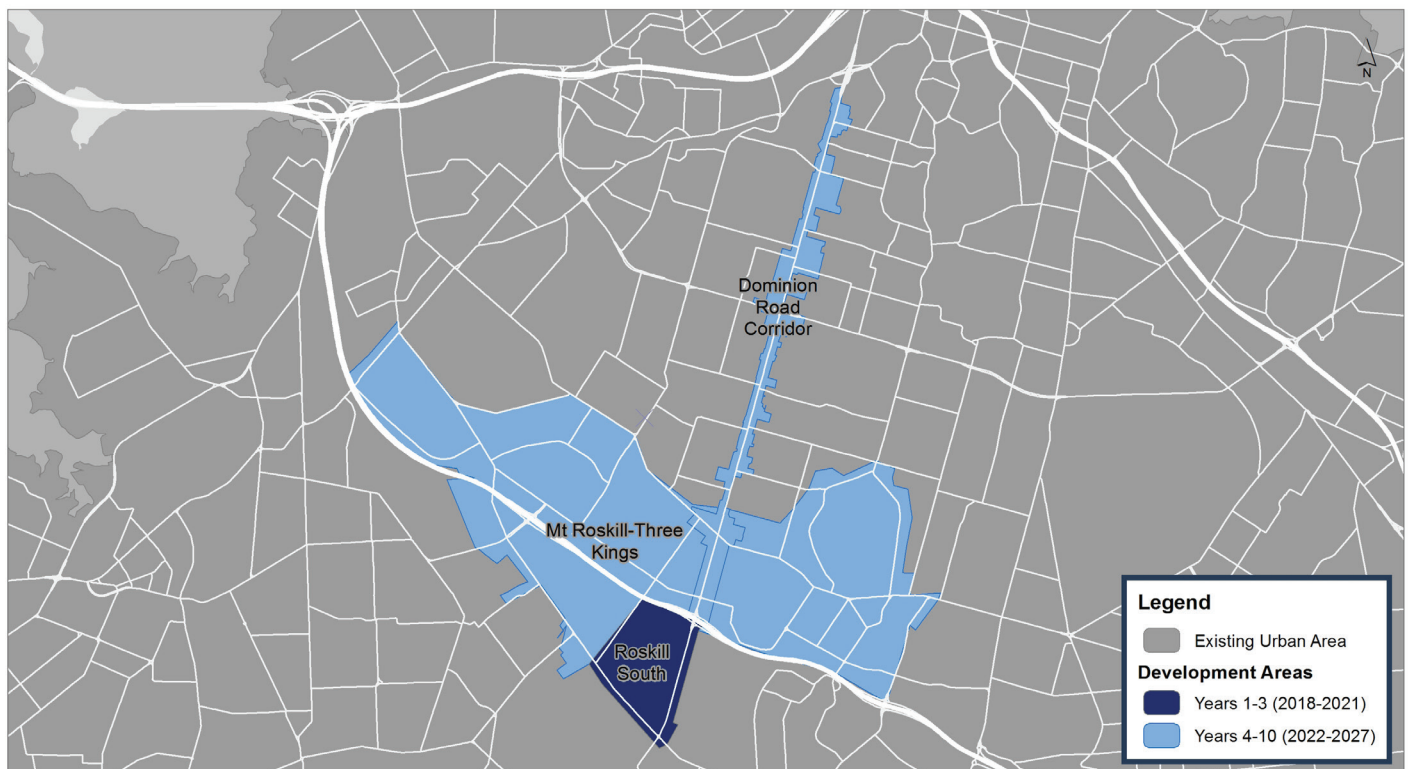 N
Dominion
Road
Corridor
Mt Roskill-Three
Kings
Roskill
South
Legend
Existing Urban Area
Development Areas
Years 1-3 (2018-2021)
Years 4-10 (2022-2027)